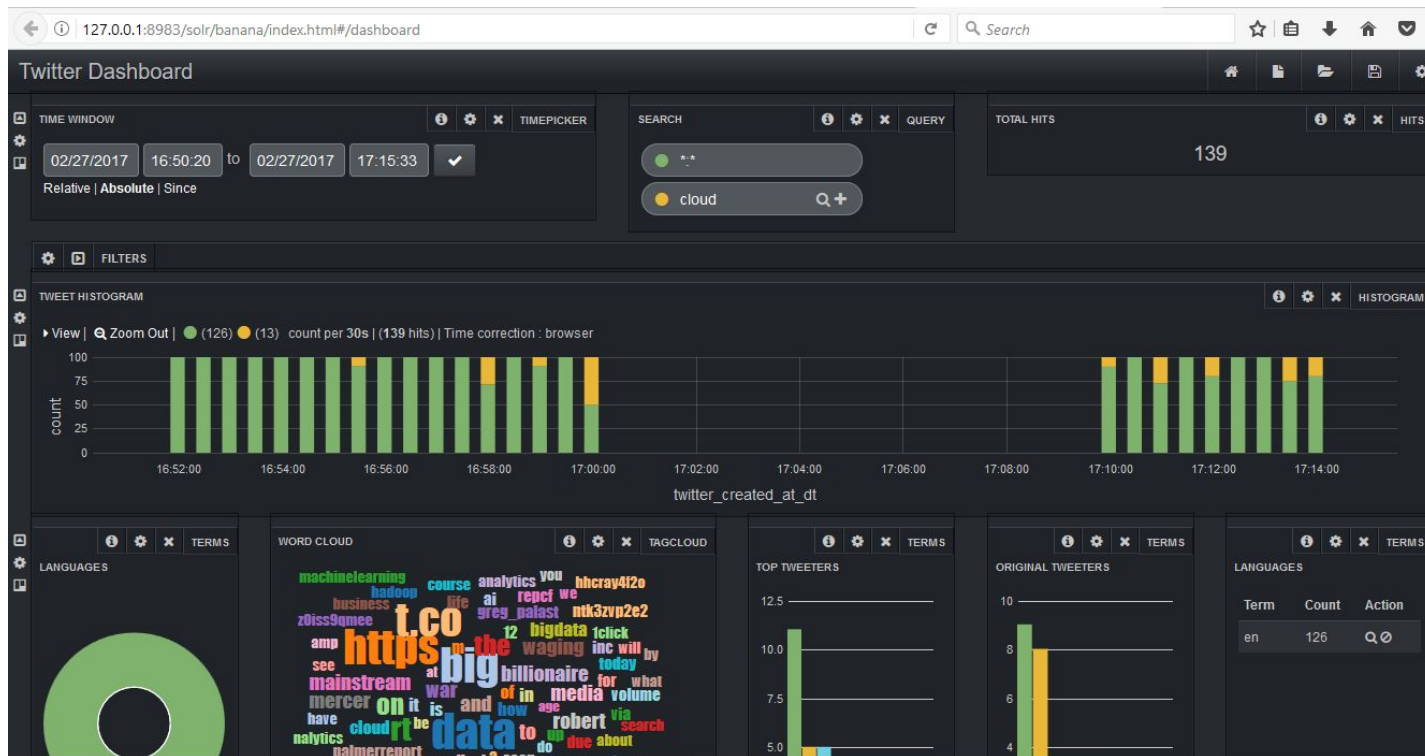 127.0.0.1:8983/solr/banana/index.html#/dashboard
Search
Twitter Dashboard
TIME WINDOW
TIMEPICKER
SEARCH
QUERY
TOTAL HITS
HITS
02/27/2017 16:50:20 to 02/27/2017 17:15:33
Relative | Absolute | Since
*:*
cloud
139
FILTERS
TWEET HISTOGRAM
HISTOGRAM
View | Zoom Out | (126) (13) count per 30s | (139 hits) | Time correction : browser
100
75
50
25
0
count
16:52:00 16:54:00 16:56:00 16:58:00 17:00:00 17:02:00 17:04:00 17:06:00 17:08:00 17:10:00 17:12:00 17:14:00
twitter_created_at_dt
TERMS
LANGUAGES
WORD CLOUD
TAGCLOUD
machinelearning course analytics you hhcray4f2o
hadoop life ai repcf we
business greg_palast ntk3zvp2e2
z0iss9qmee t.co 12 bigdata 1click
amp https m the waging inc will by
see at big billionaire today
mainstream war of in media for what
mercer on it is and how age volume
have cloud rt be data to up robert via search
nalytics do due about
palmerreport
TERMS
TOP TWEETERS
12.5
10.0
7.5
5.0
TERMS
ORIGINAL TWEETERS
10
8
6
4
TERMS
LANGUAGES
Term Count Action
en 126